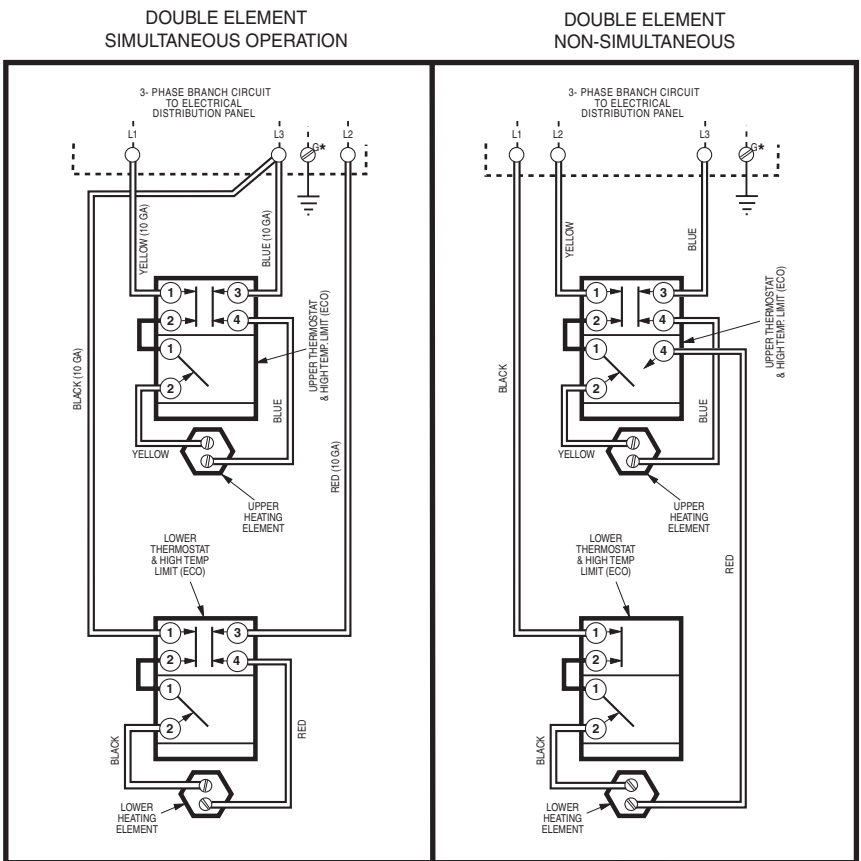 DOUBLE ELEMENT
SIMULTANEOUS OPERATION
3- PHASE BRANCH CIRCUIT
TO ELECTRICAL
DISTRIBUTION PANEL
L1
L3
G*
L2
YELLOW (10 GA)
BLUE (10 GA)
BLACK (10 GA)
1
3
2
4
1
2
UPPER THERMOSTAT
& HIGH TEMP. LIMIT (ECO)
BLUE
YELLOW
RED (10 GA)
UPPER
HEATING
ELEMENT
LOWER
THERMOSTAT
& HIGH TEMP
LIMIT (ECO)
1
3
2
4
1
2
BLACK
RED
LOWER
HEATING
ELEMENT
DOUBLE ELEMENT
NON-SIMULTANEOUS
3- PHASE BRANCH CIRCUIT
TO ELECTRICAL
DISTRIBUTION PANEL
L1
L2
L3
G*
YELLOW
BLUE
BLACK
1
3
2
4
1
4
2
UPPER THERMOSTAT
& HIGH TEMP. LIMIT (ECO)
BLUE
YELLOW
UPPER
HEATING
ELEMENT
RED
LOWER
THERMOSTAT
& HIGH TEMP
LIMIT (ECO)
1
2
1
2
BLACK
LOWER
HEATING
ELEMENT